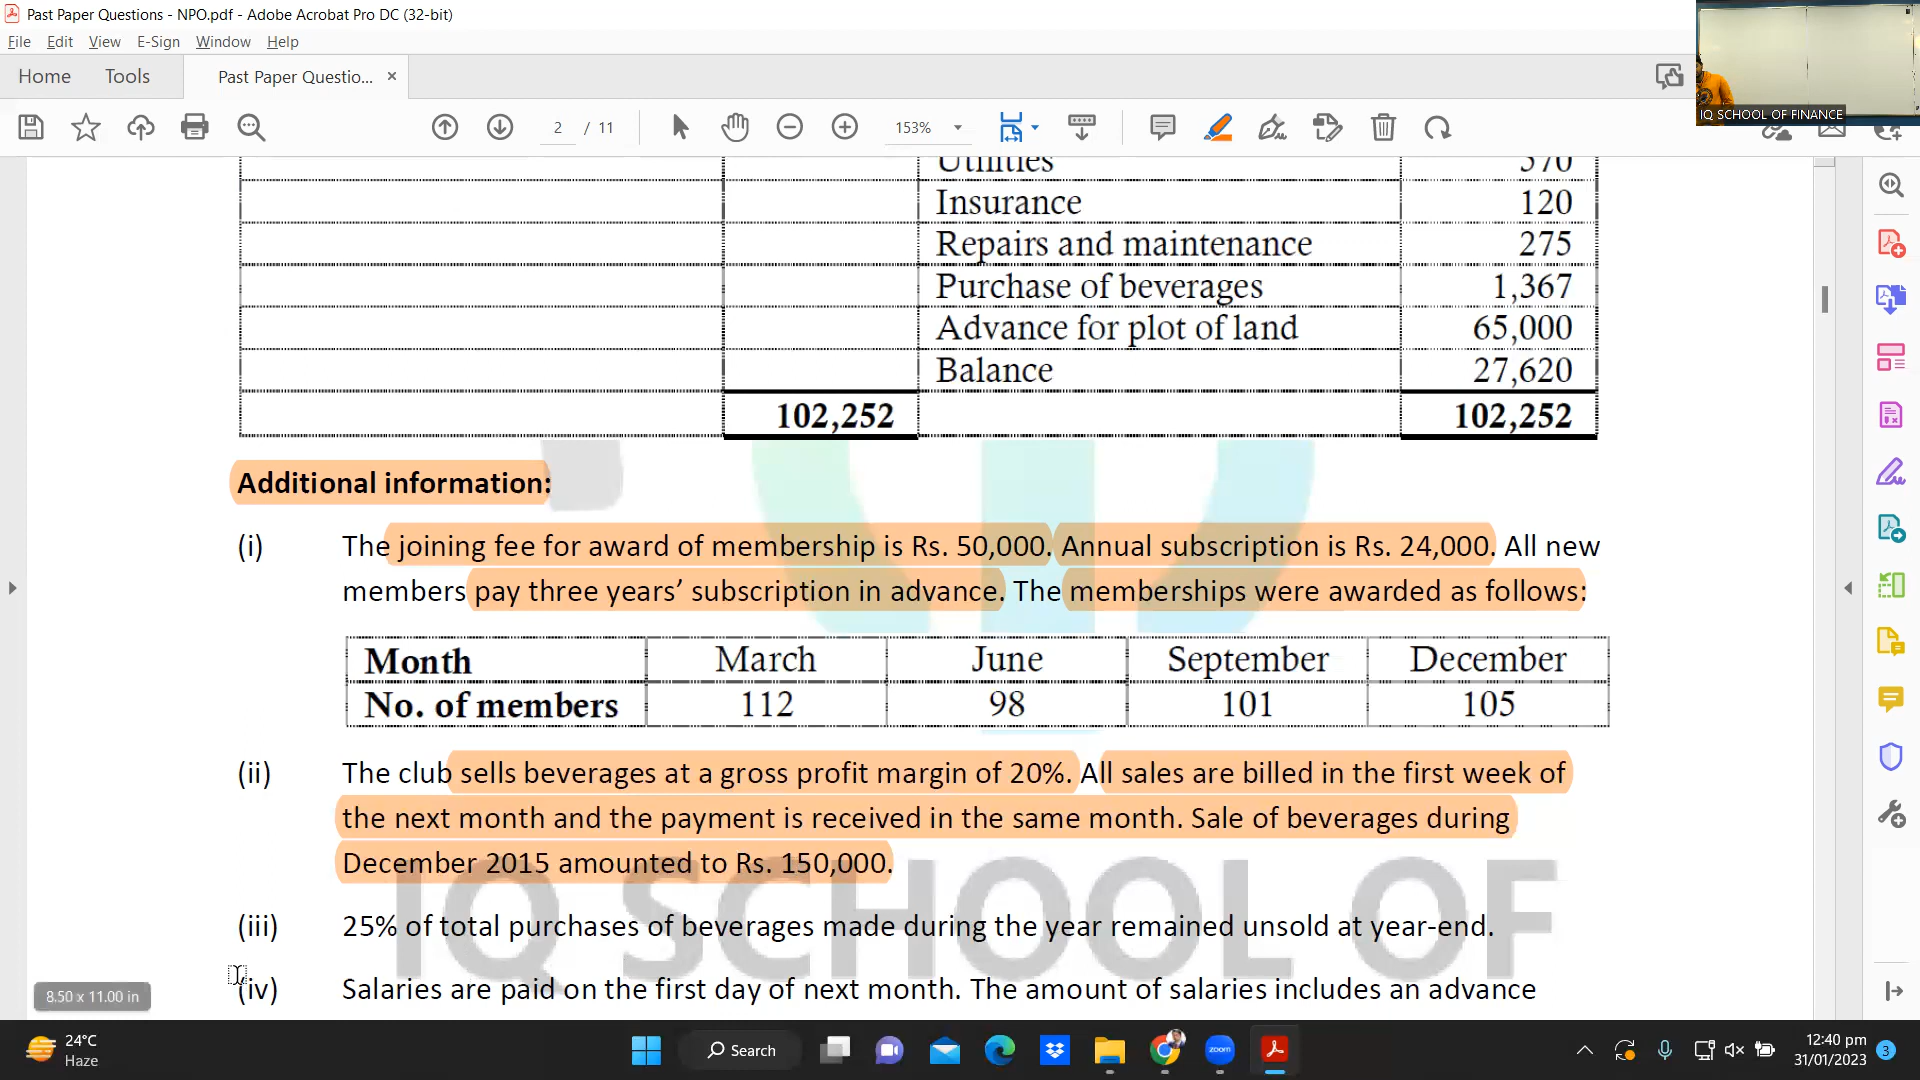 Past Paper Questions - NPO.pdf - Adobe Acrobat Pro DC (32-bit)
File Edit View E-Sign Window Help
Home Tools Past Paper Questio... ×
IQ SCHOOL OF FINANCE
2 / 11 153%
Utilities 570
Insurance 120
Repairs and maintenance 275
Purchase of beverages 1,367
Advance for plot of land 65,000
Balance 27,620
102,252 102,252
Additional information:
(i) The joining fee for award of membership is Rs. 50,000. Annual subscription is Rs. 24,000. All new
members pay three years’ subscription in advance. The memberships were awarded as follows:
Month March June September December
No. of members 112 98 101 105
(ii) The club sells beverages at a gross profit margin of 20%. All sales are billed in the first week of
the next month and the payment is received in the same month. Sale of beverages during
December 2015 amounted to Rs. 150,000.
IQ SCHOOL OF
(iii) 25% of total purchases of beverages made during the year remained unsold at year-end.
(iv) Salaries are paid on the first day of next month. The amount of salaries includes an advance
8.50 x 11.00 in
24°C
Haze
Search
zoom
12:40 pm
31/01/2023
3